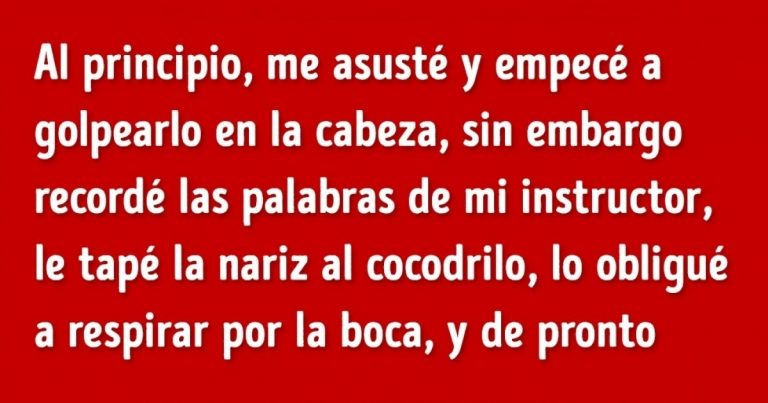 Al principio, me asusté y empecé a
golpearlo en la cabeza, sin embargo
recordé las palabras de mi instructor,
le tapé la nariz al cocodrilo, lo obligué
a respirar por la boca, y de pronto